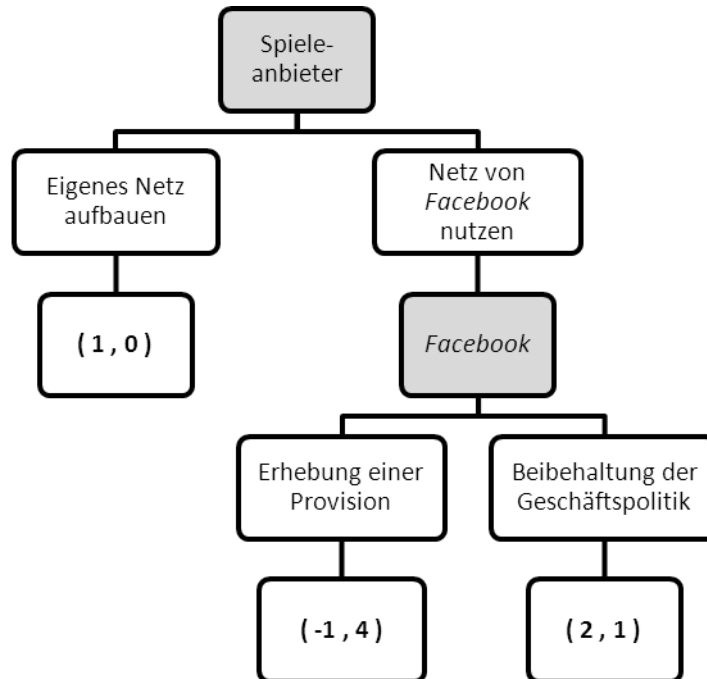 Spiele-
anbieter
Eigenes Netz
aufbauen
Netz von
Facebook
nutzen
( 1 , 0 )
Facebook
Erhebung einer
Provision
Beibehaltung der
Geschäftspolitik
( -1 , 4 )
( 2 , 1 )